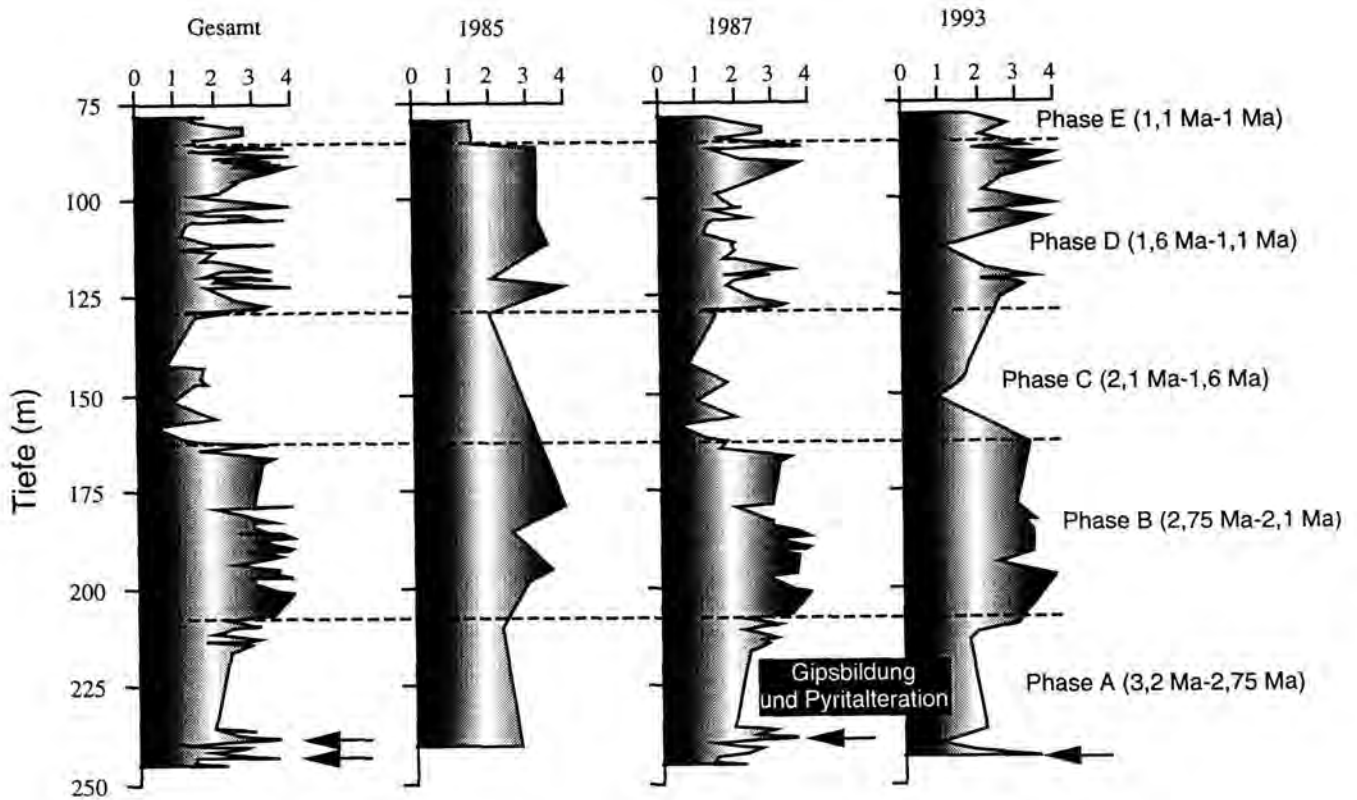 Gesamt 1985 1987 1993
0 1 2 3 4 0 1 2 3 4 0 1 2 3 4 0 1 2 3 4
75
Phase E (1,1 Ma-1 Ma)
100
Phase D (1,6 Ma-1,1 Ma)
125
Phase C (2,1 Ma-1,6 Ma)
150
Tiefe (m)
175
Phase B (2,75 Ma-2,1 Ma)
200
Gipsbildung
und Pyritalteration
Phase A (3,2 Ma-2,75 Ma)
225
250